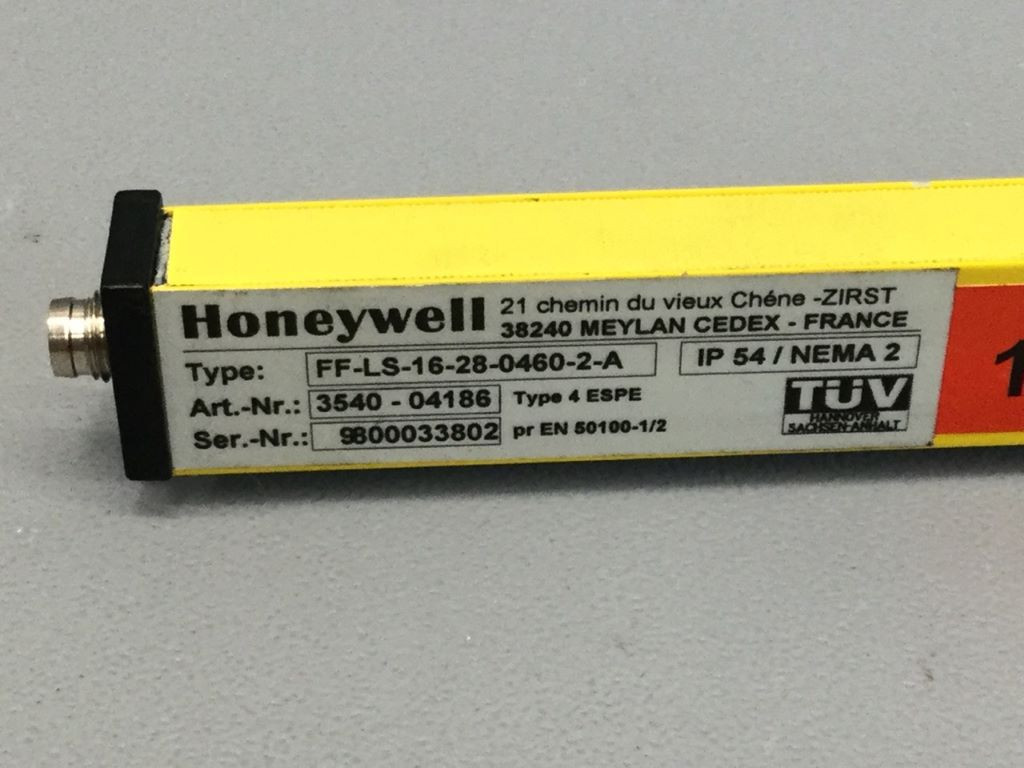 Honeywell
21 chemin du vieux Chéne -ZIRST
38240 MEYLAN CEDEX - FRANCE
Type: FF-LS-16-28-0460-2-A IP 54 / NEMA 2
Art.-Nr.: 3540 - 04186 Type 4 ESPE
Ser.-Nr.: 9800033802 pr EN 50100-1/2
TÜV
HANNOVER
SACHSEN-ANHALT
1